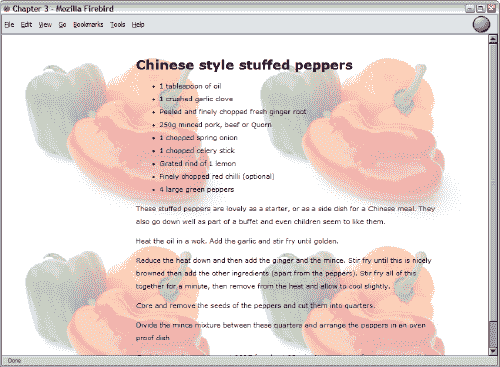 Chapter 3 - Mozilla Firebird
File Edit View Go Bookmarks Tools Help
Chinese style stuffed peppers
• 1 tablespoon of oil
• 1 crushed garlic clove
• Peeled and finely chopped fresh ginger root
• 250g minced pork, beef or Quorn
• 1 chopped spring onion
• 1 chopped celery stick
• Grated rind of 1 lemon
• Finely chopped red chilli (optional)
• 4 large green peppers
These stuffed peppers are lovely as a starter, or as a side dish for a Chinese meal. They
also go down well as part of a buffet and even children seem to like them.
Heat the oil in a wok. Add the garlic and stir fry until golden.
Reduce the heat down and then add the ginger and the mince. Stir fry until this is nicely
browned then add the other ingredients (apart from the peppers). Stir fry all of this
together for a minute, then remove from the heat and allow to cool slightly.
Core and remove the seeds of the peppers and cut them into quarters.
Divide the mince mixture between these quarters and arrange the peppers in an oven
proof dish
Done